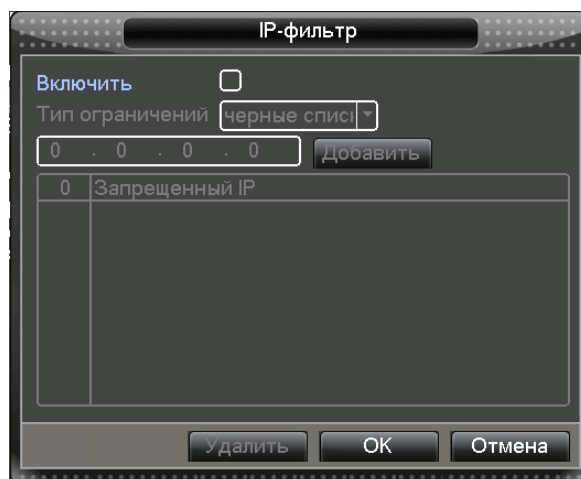 IP-фильтр
Включить
Тип ограничений черные списі
0 . 0 . 0 . 0 Добавить
0 Запрещенный IP
Удалить OK Отмена